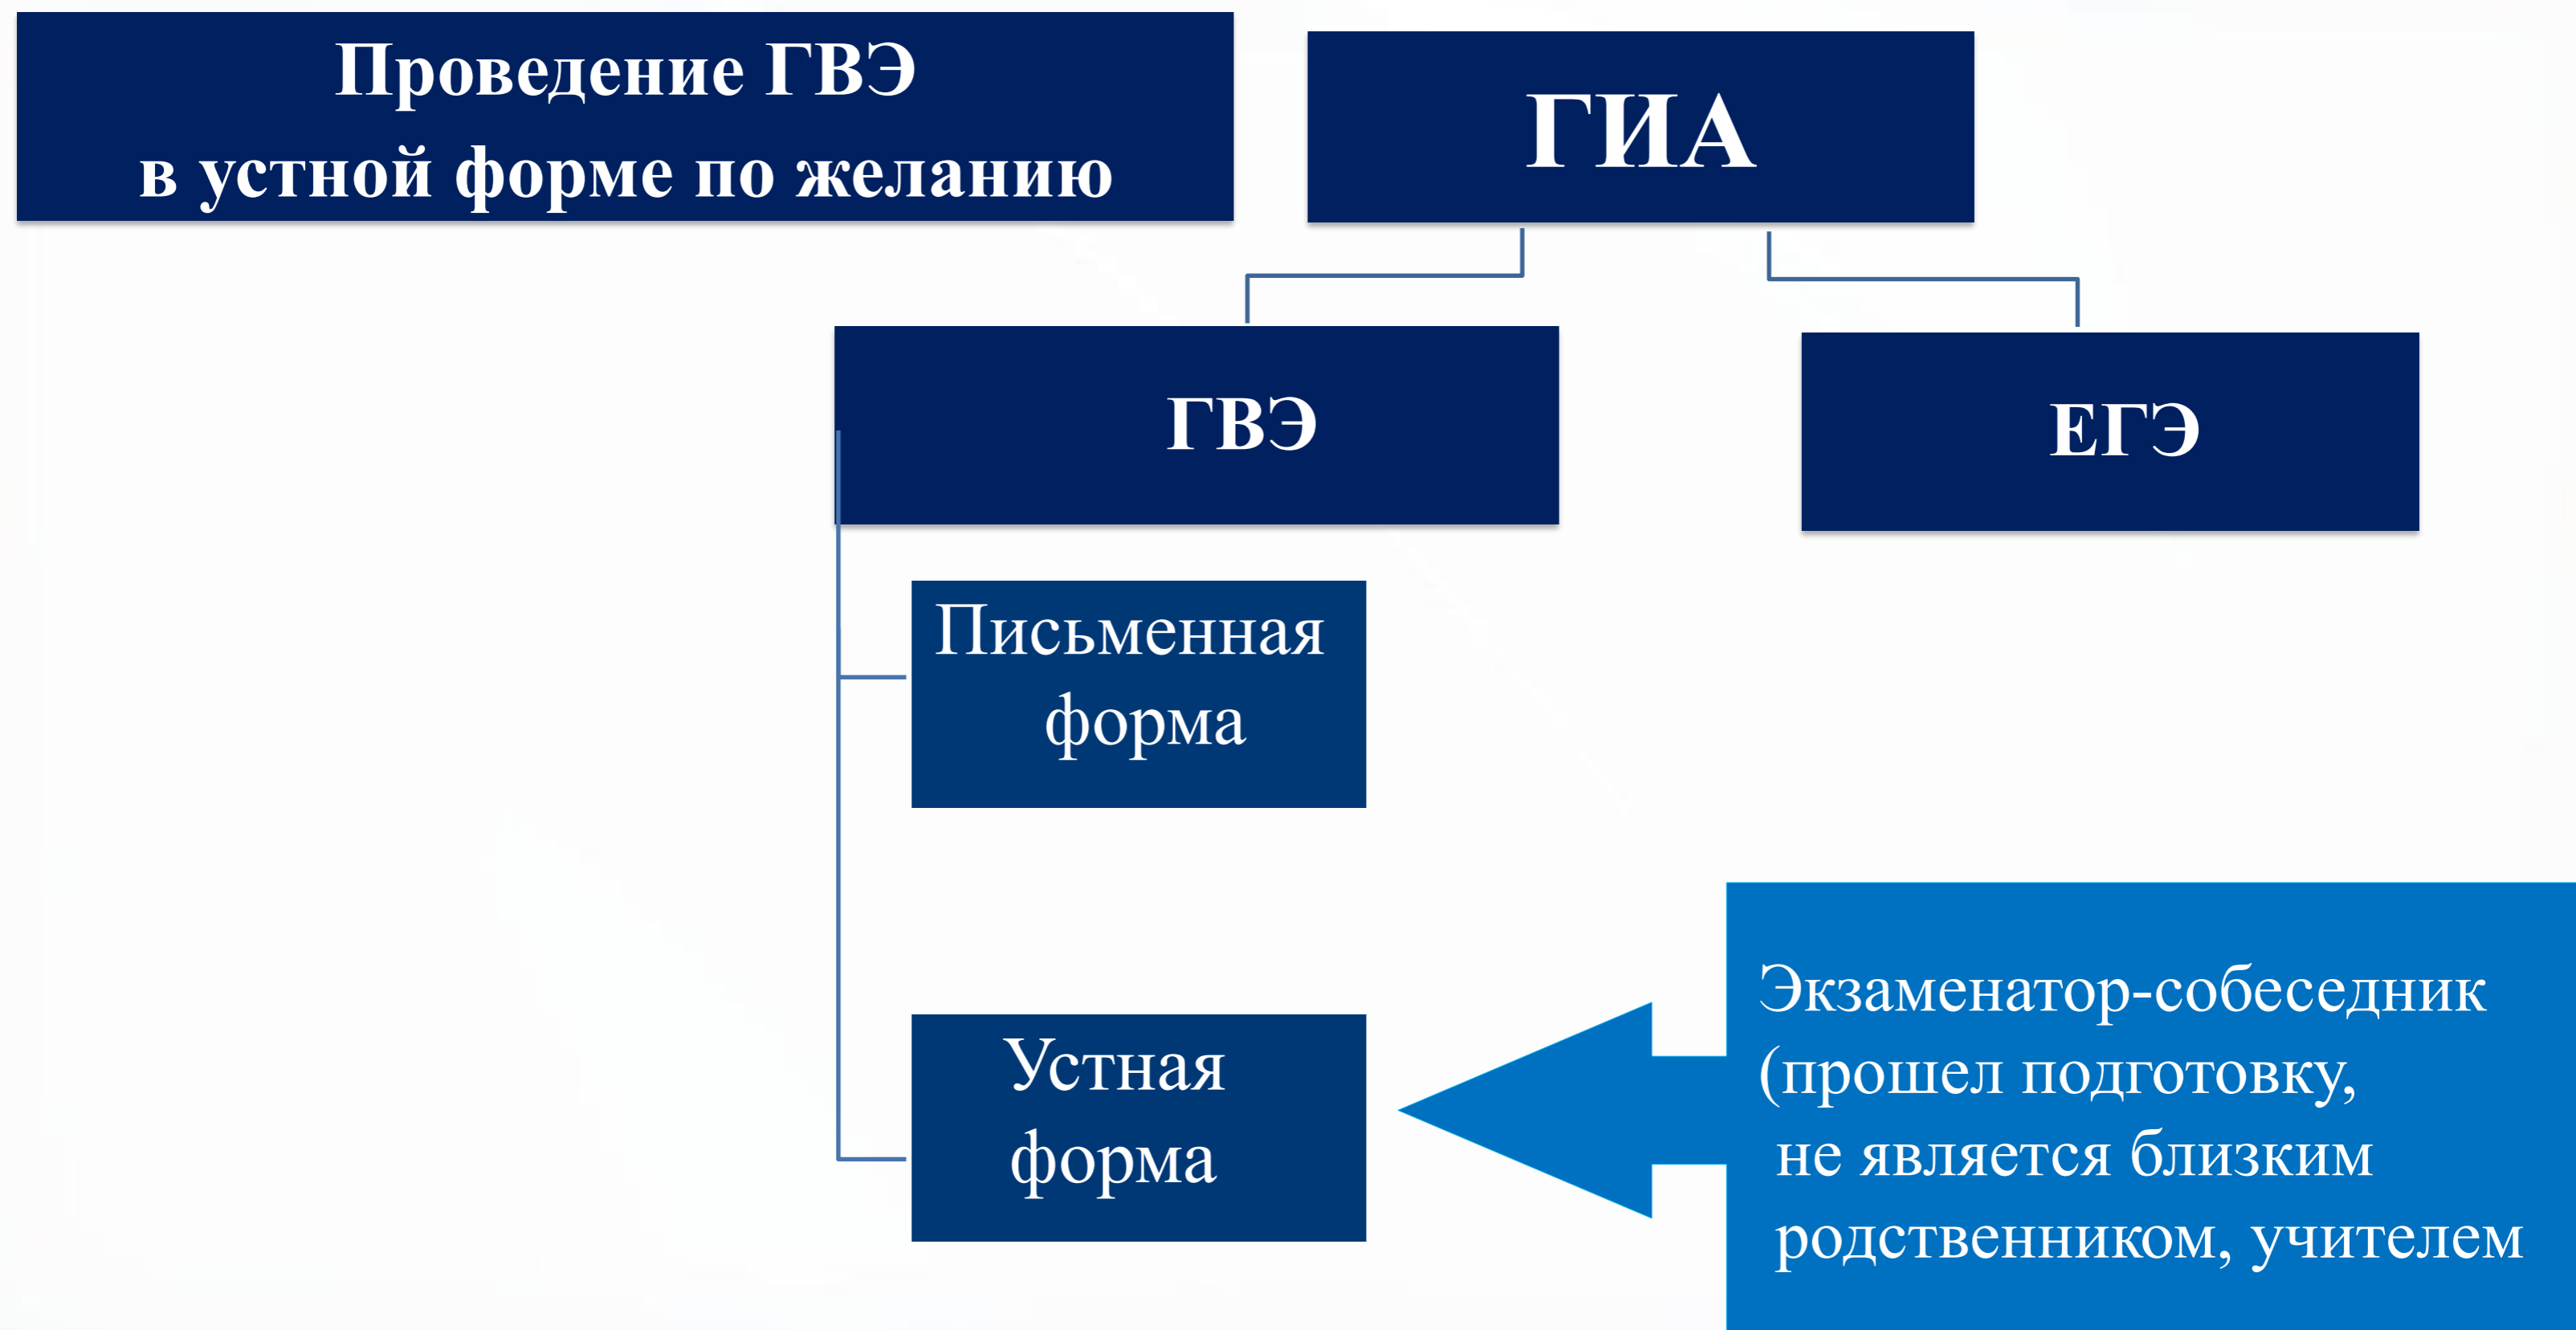 Проведение ГВЭ
в устной форме по желанию
ГИА
ГВЭ
ЕГЭ
Письменная
форма
Устная
форма
Экзаменатор-собеседник
(прошел подготовку,
не является близким
родственником, учителем